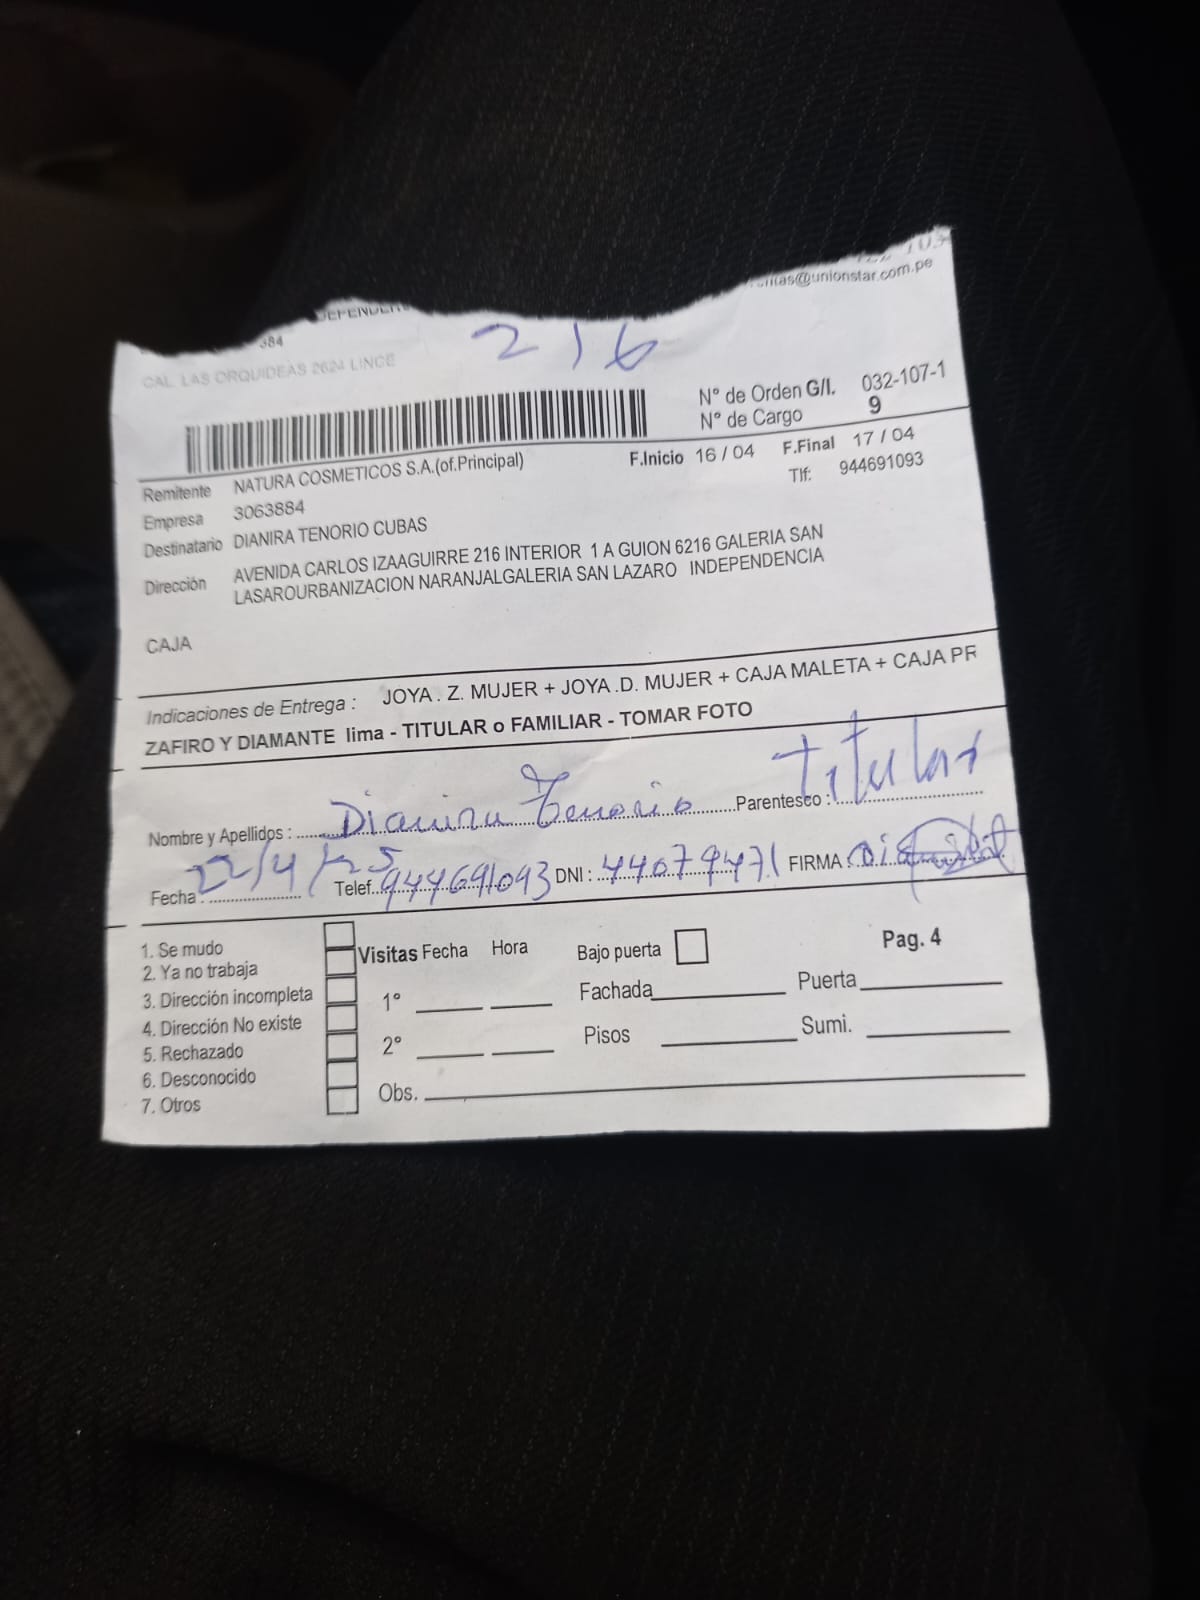 384
CAL. LAS ORQUIDEAS 2624 LINCE
@unionstar.com.pe
216
N° de Orden G/I. 032-107-1
N° de Cargo 9
F.Inicio 16 / 04 F.Final 17 / 04
Remitente NATURA COSMETICOS S.A.(of.Principal)
Tlf: 944691093
Empresa 3063884
Destinatario DIANIRA TENORIO CUBAS
Dirección AVENIDA CARLOS IZAAGUIRRE 216 INTERIOR 1 A GUION 6216 GALERIA SAN
LASAROURBANIZACION NARANJALGALERIA SAN LAZARO INDEPENDENCIA
CAJA
Indicaciones de Entrega : JOYA . Z. MUJER + JOYA .D. MUJER + CAJA MALETA + CAJA PR
ZAFIRO Y DIAMANTE lima - TITULAR o FAMILIAR - TOMAR FOTO
Nombre y Apellidos : Dianira Tenorio Parentesco : Titular
Fecha : 22/4/25 Telef. 944691093 DNI : 44079471 FIRMA :
1. Se mudo
2. Ya no trabaja
3. Dirección incompleta
4. Dirección No existe
5. Rechazado
6. Desconocido
7. Otros
Visitas Fecha Hora
1°
2°
Obs.
Bajo puerta
Pag. 4
Fachada
Puerta
Pisos
Sumi.